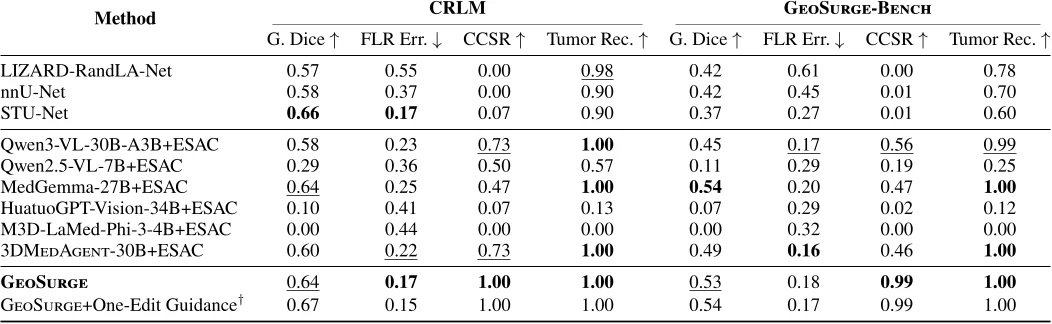 Method CRLM GEOSURGE-BENCH
G. Dice ↑ FLR Err. ↓ CCSR ↑ Tumor Rec. ↑ G. Dice ↑ FLR Err. ↓ CCSR ↑ Tumor Rec. ↑
LIZARD-RandLA-Net 0.57 0.55 0.00 0.98 0.42 0.61 0.00 0.78
nnU-Net 0.58 0.37 0.00 0.90 0.42 0.45 0.01 0.70
STU-Net 0.66 0.17 0.07 0.90 0.37 0.27 0.01 0.60
Qwen3-VL-30B-A3B+ESAC 0.58 0.23 0.73 1.00 0.45 0.17 0.56 0.99
Qwen2.5-VL-7B+ESAC 0.29 0.36 0.50 0.57 0.11 0.29 0.19 0.25
MedGemma-27B+ESAC 0.64 0.25 0.47 1.00 0.54 0.20 0.47 1.00
HuatuoGPT-Vision-34B+ESAC 0.10 0.41 0.07 0.13 0.07 0.29 0.02 0.12
M3D-LaMed-Phi-3-4B+ESAC 0.00 0.44 0.00 0.00 0.00 0.32 0.00 0.00
3DMEDAGENT-30B+ESAC 0.60 0.22 0.73 1.00 0.49 0.16 0.46 1.00
GEOSURGE 0.64 0.17 1.00 1.00 0.53 0.18 0.99 1.00
GEOSURGE+One-Edit Guidance† 0.67 0.15 1.00 1.00 0.54 0.17 0.99 1.00